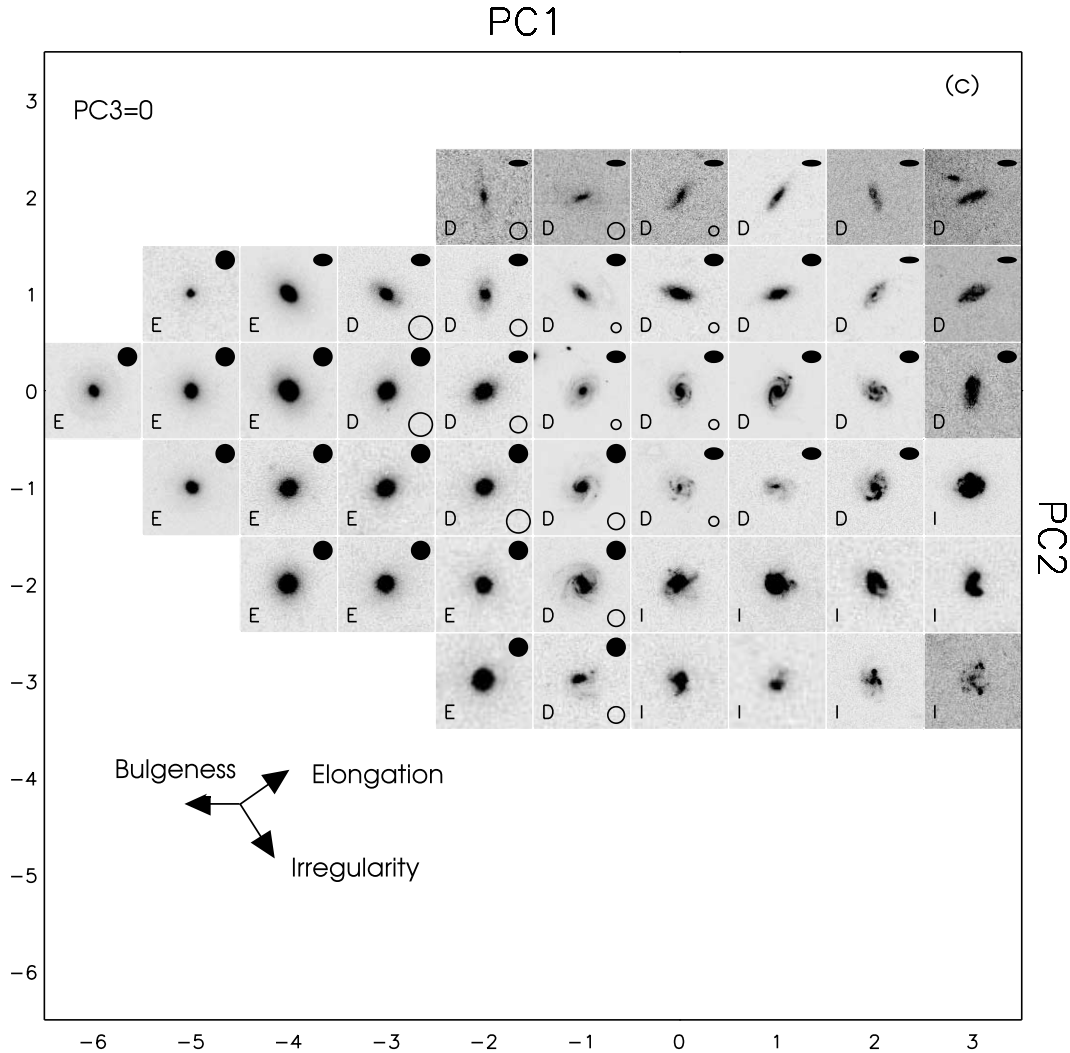 PC1
(c)
PC3=0
3
2 D D D D D D
1 E E D D D D D D D
0 E E E D D D D D D D
−1 E E E D D D D D I
−2 E E E D I I I I
−3 E D I I I I
PC2
−4
Bulgeness Elongation
Irregularity
−5
−6
−6 −5 −4 −3 −2 −1 0 1 2 3